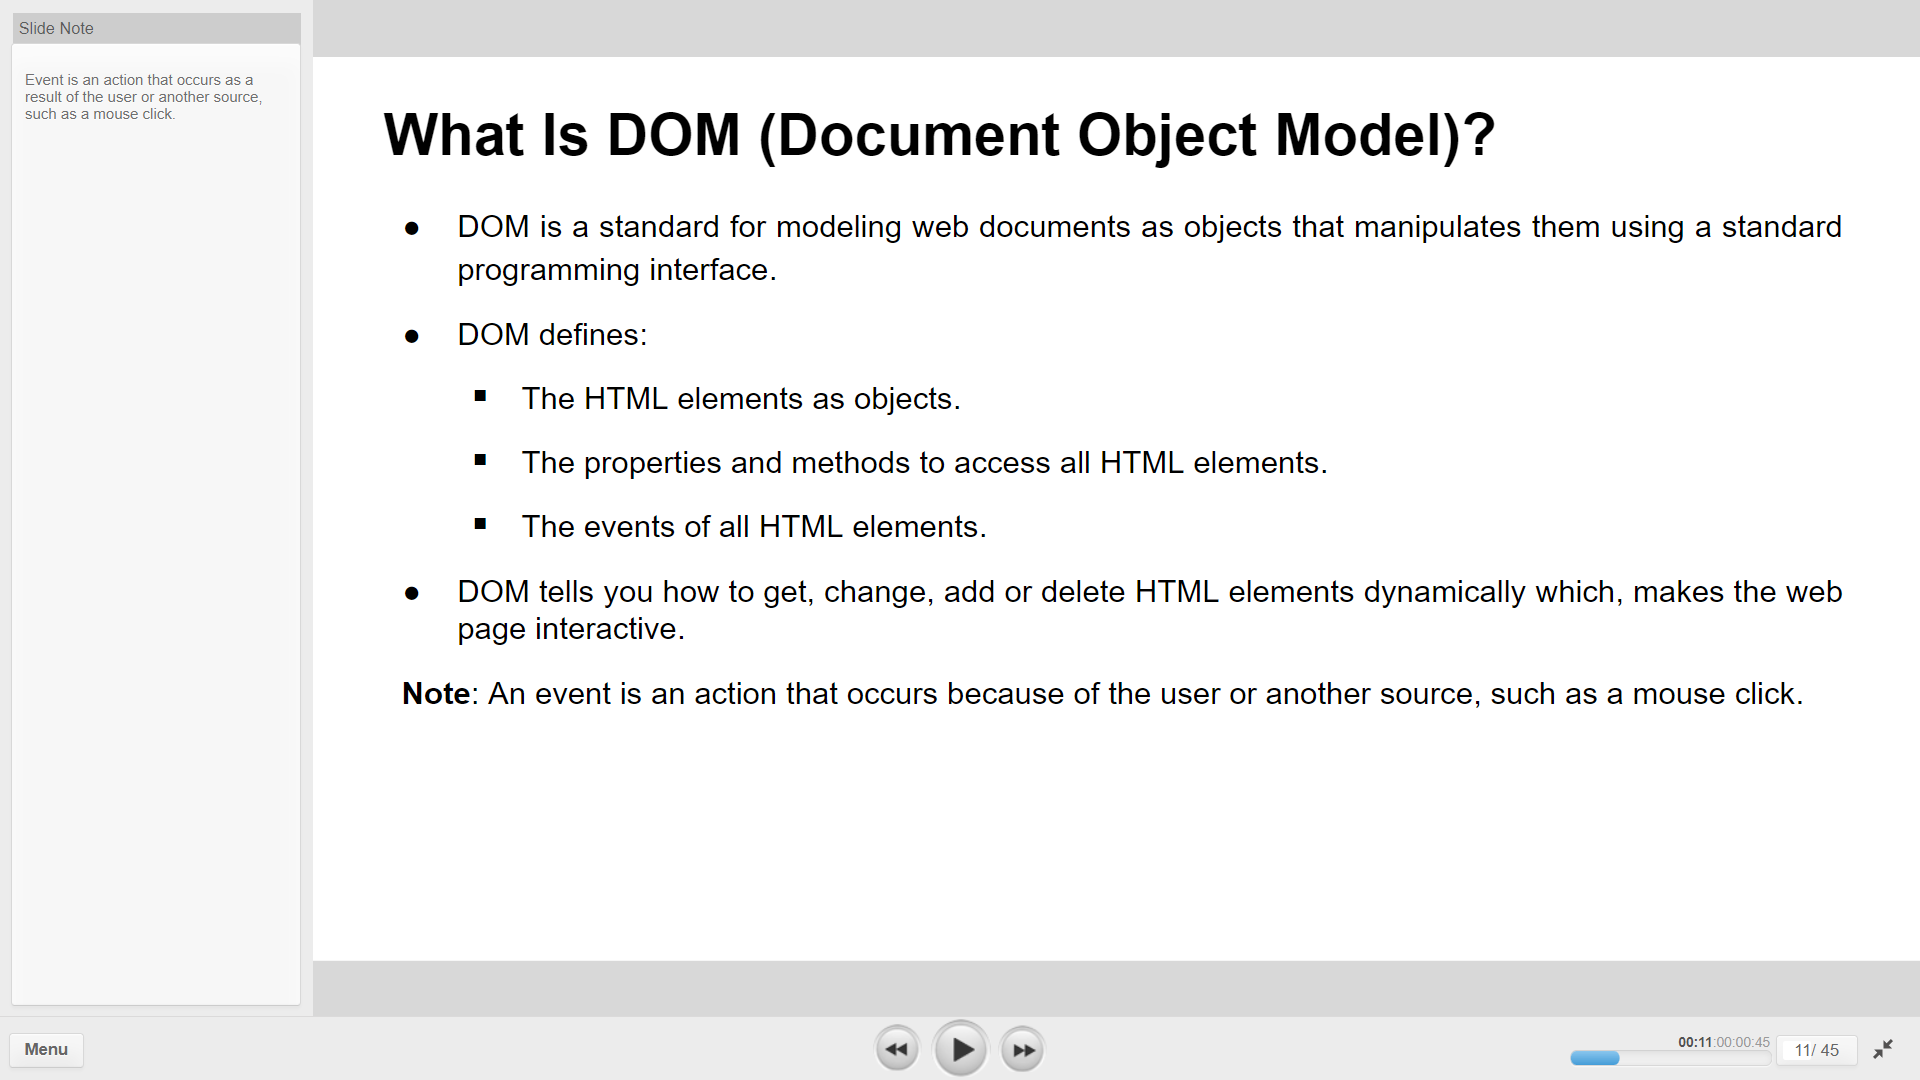 Slide Note
Event is an action that occurs as a
result of the user or another source,
such as a mouse click.
What Is DOM (Document Object Model)?
● DOM is a standard for modeling web documents as objects that manipulates them using a standard
programming interface.
● DOM defines:
▪ The HTML elements as objects.
▪ The properties and methods to access all HTML elements.
▪ The events of all HTML elements.
● DOM tells you how to get, change, add or delete HTML elements dynamically which, makes the web
page interactive.
Note: An event is an action that occurs because of the user or another source, such as a mouse click.
Menu
00:11:00:00:45
11/ 45